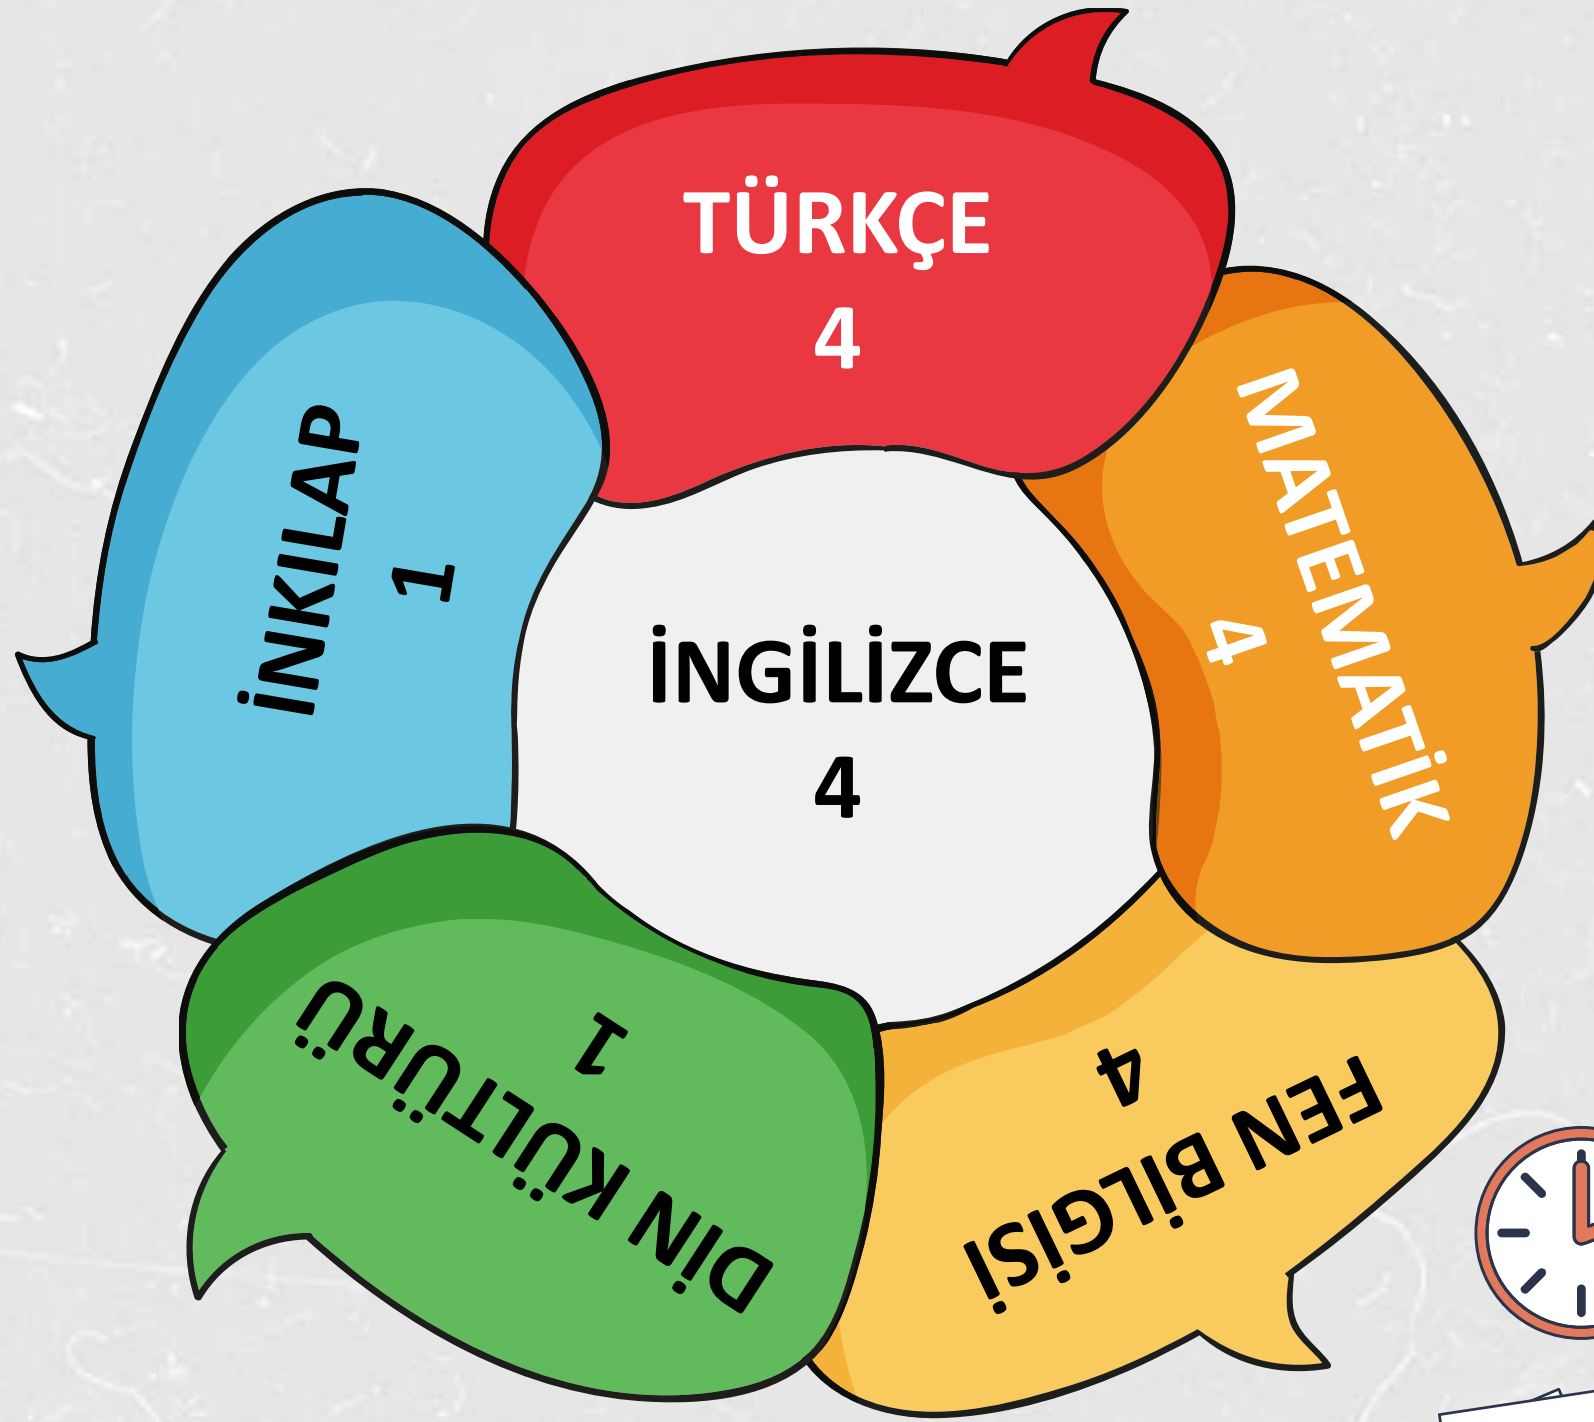 TÜRKÇE
4
MATEMATİK
4
FEN BİLGİSİ
4
DİN KÜLTÜRÜ
1
İNKILAP
1
İNGİLİZCE
4